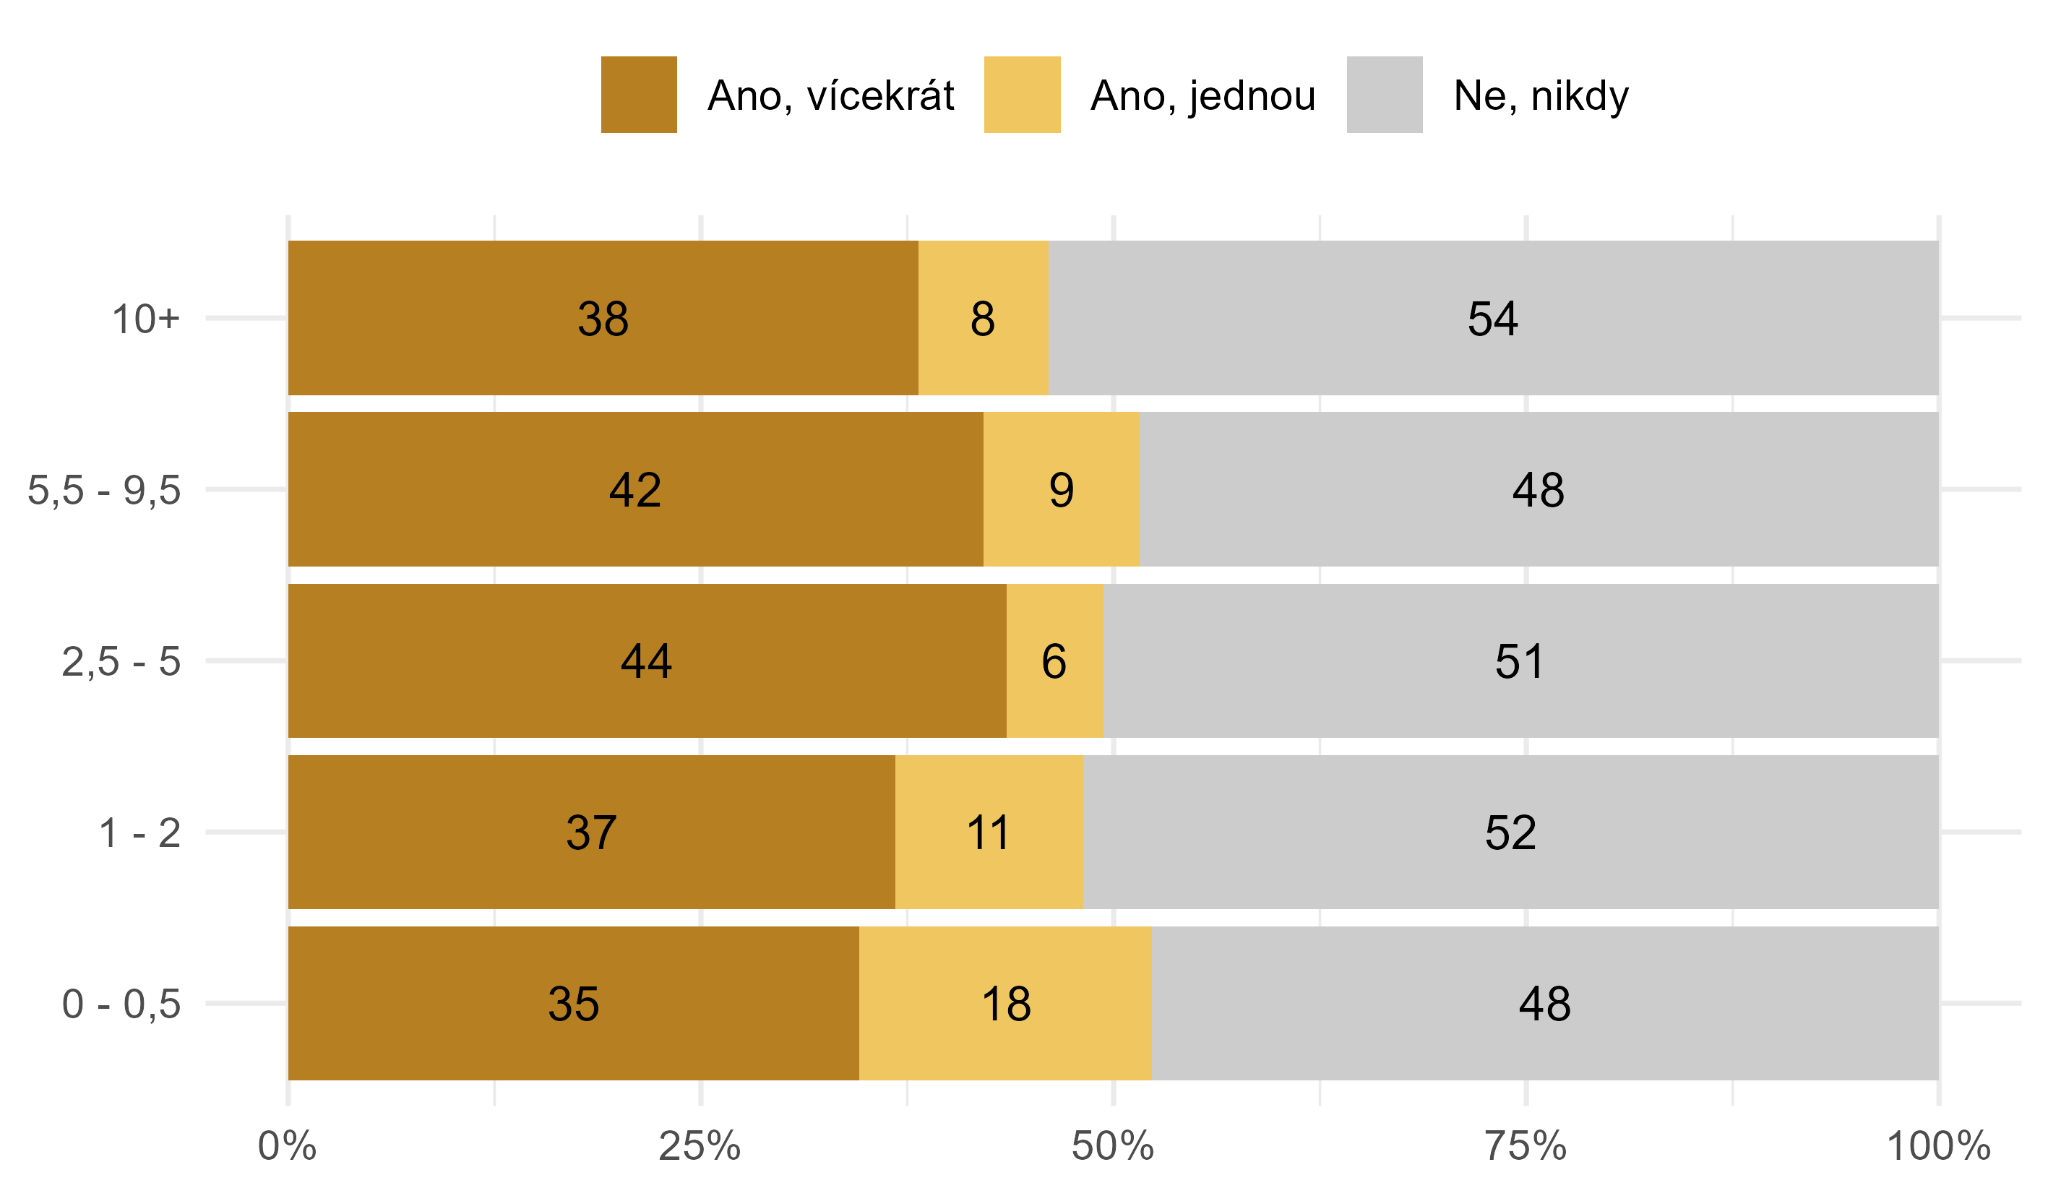 Ano, vícekrát Ano, jednou Ne, nikdy
10+ 38 8 54
5,5 - 9,5 42 9 48
2,5 - 5 44 6 51
1 - 2 37 11 52
0 - 0,5 35 18 48
0% 25% 50% 75% 100%